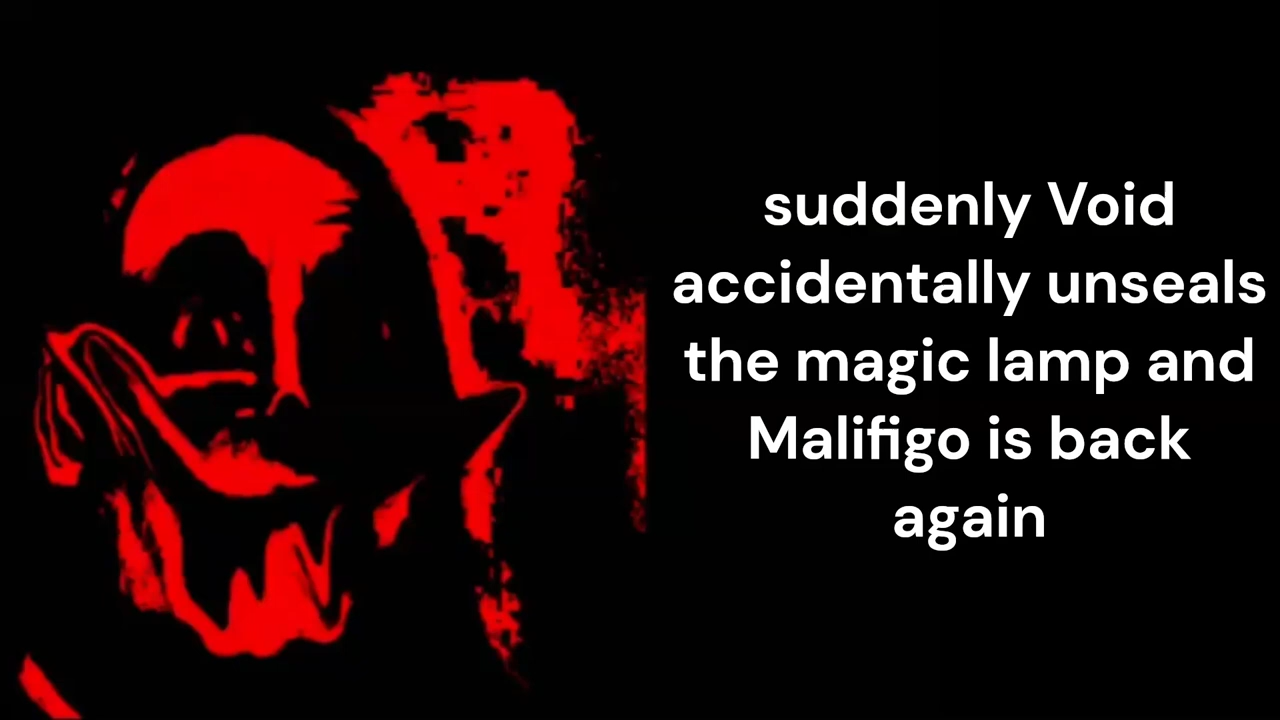 suddenly Void
accidentally unseals
the magic lamp and
Malifigo is back
again